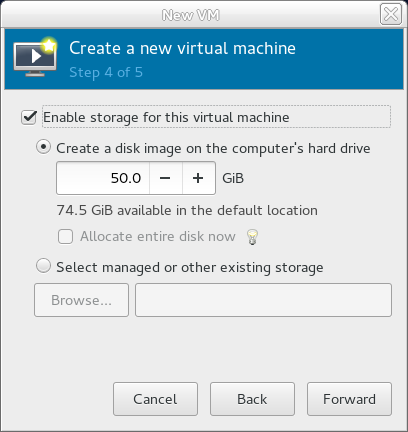 New VM
Create a new virtual machine
Step 4 of 5
Enable storage for this virtual machine
Create a disk image on the computer's hard drive
50.0 − + GiB
74.5 GiB available in the default location
Allocate entire disk now
Select managed or other existing storage
Browse...
Cancel Back Forward